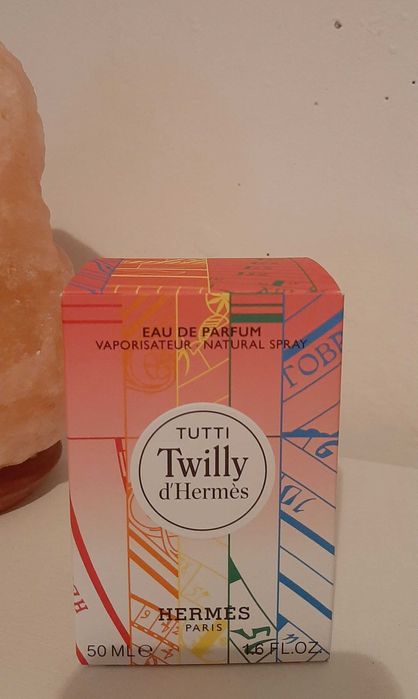 EAU DE PARFUM
VAPORISATEUR · NATURAL SPRAY
TUTTI
Twilly
d'Hermès
HERMÈS
PARIS
50 ML℮ 1.6 FL.OZ.